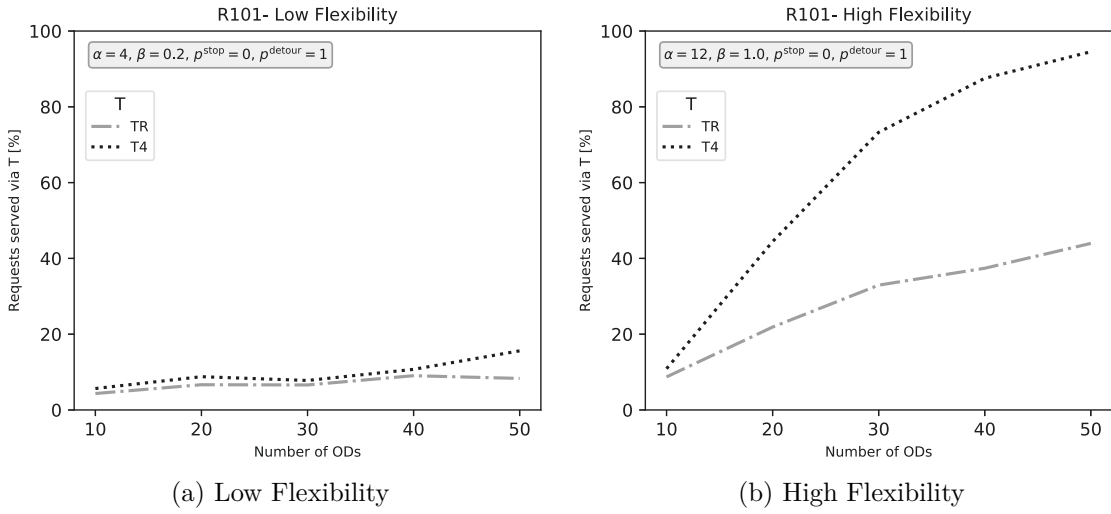 R101- Low Flexibility
100
80
60
40
20
0
Requests served via T [%]
α = 4, β = 0.2, p^stop = 0, p^detour = 1
T
TR
T4
10 20 30 40 50
Number of ODs
(a) Low Flexibility
R101- High Flexibility
100
80
60
40
20
0
Requests served via T [%]
α = 12, β = 1.0, p^stop = 0, p^detour = 1
T
TR
T4
10 20 30 40 50
Number of ODs
(b) High Flexibility